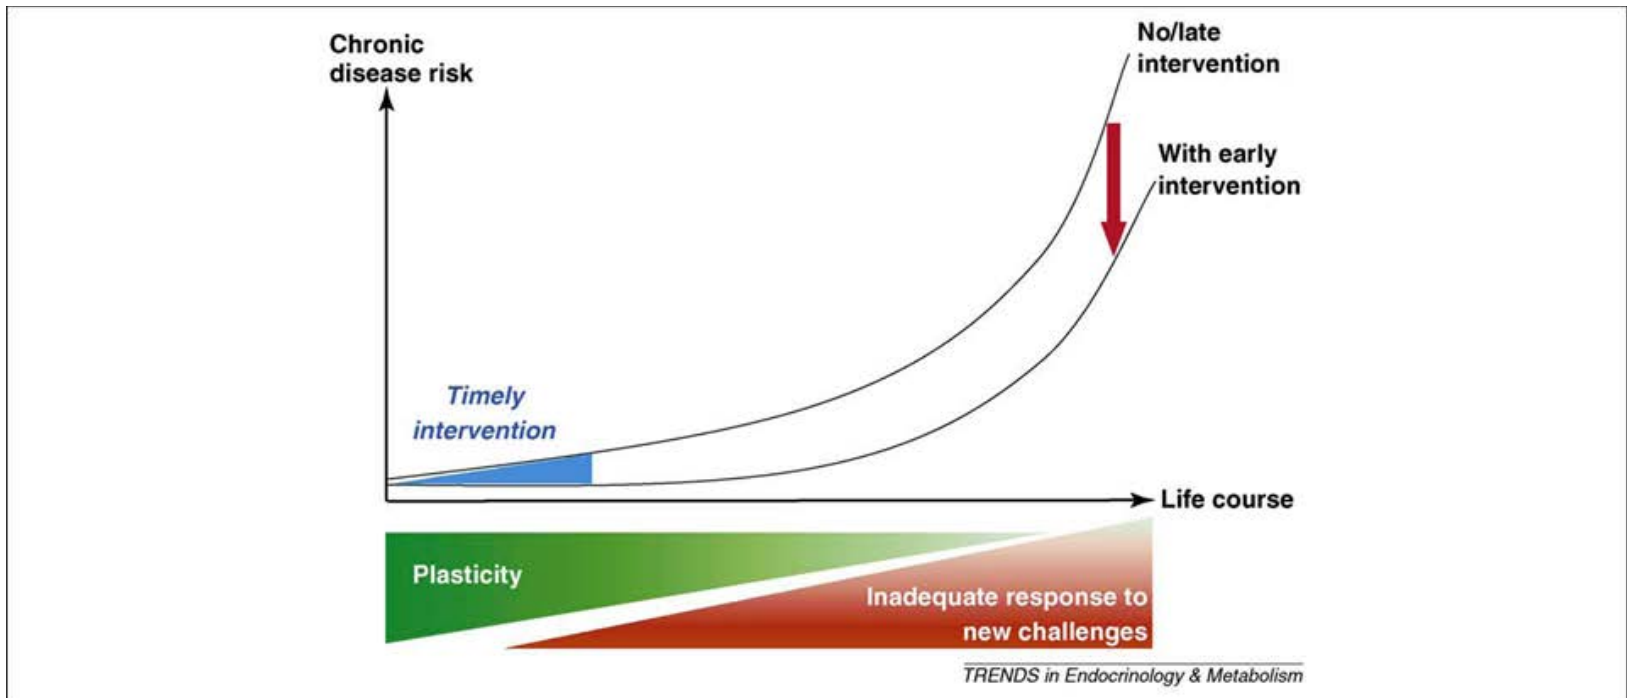 Chronic
disease risk
No/late
intervention
With early
intervention
Timely
intervention
Life course
Plasticity
Inadequate response to
new challenges
TRENDS in Endocrinology & Metabolism